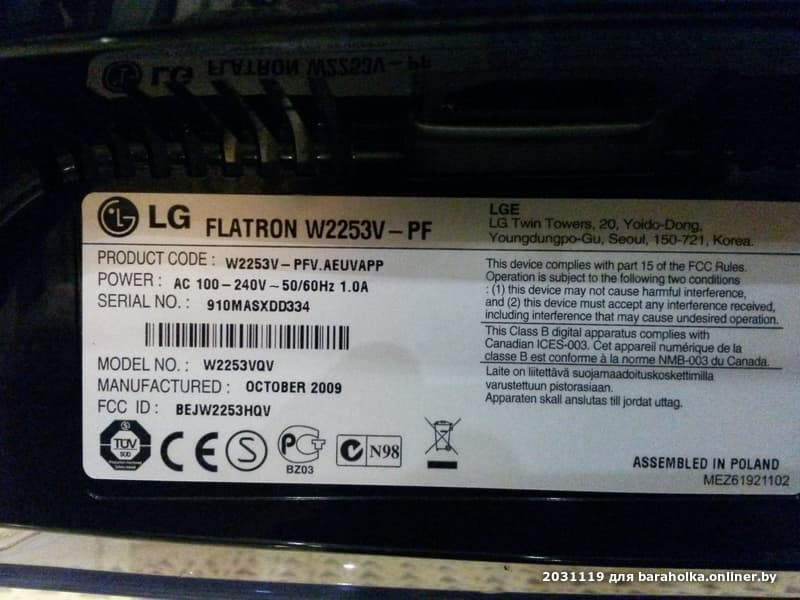 LG FLATRON W2253V-PF
LG FLATRON W2253V-PF
PRODUCT CODE : W2253V-PFV.AEUVAPP
POWER : AC 100-240V~50/60Hz 1.0A
SERIAL NO. : 910MASXDD334
MODEL NO. : W2253VQV
MANUFACTURED : OCTOBER 2009
FCC ID : BEJW2253HQV
TÜV
SÜD
CE
S
PCT
BZ03
N98
LGE
LG Twin Towers, 20, Yoido-Dong,
Youngdungpo-Gu, Seoul, 150-721, Korea.
This device complies with part 15 of the FCC Rules.
Operation is subject to the following two conditions
: (1) this device may not cause harmful interference,
and (2) this device must accept any interference received,
including interference that may cause undesired operation.
This Class B digital apparatus complies with
Canadian ICES-003. Cet appareil numérique de la
classe B est conforme à la norme NMB-003 du Canada.
Laite on liitettävä suojamaadoituskoskettimilla
varustettuun pistorasiaan.
Apparaten skall anslutas till jordat uttag.
ASSEMBLED IN POLAND
MEZ61921102
2031119 для baraholka.onliner.by